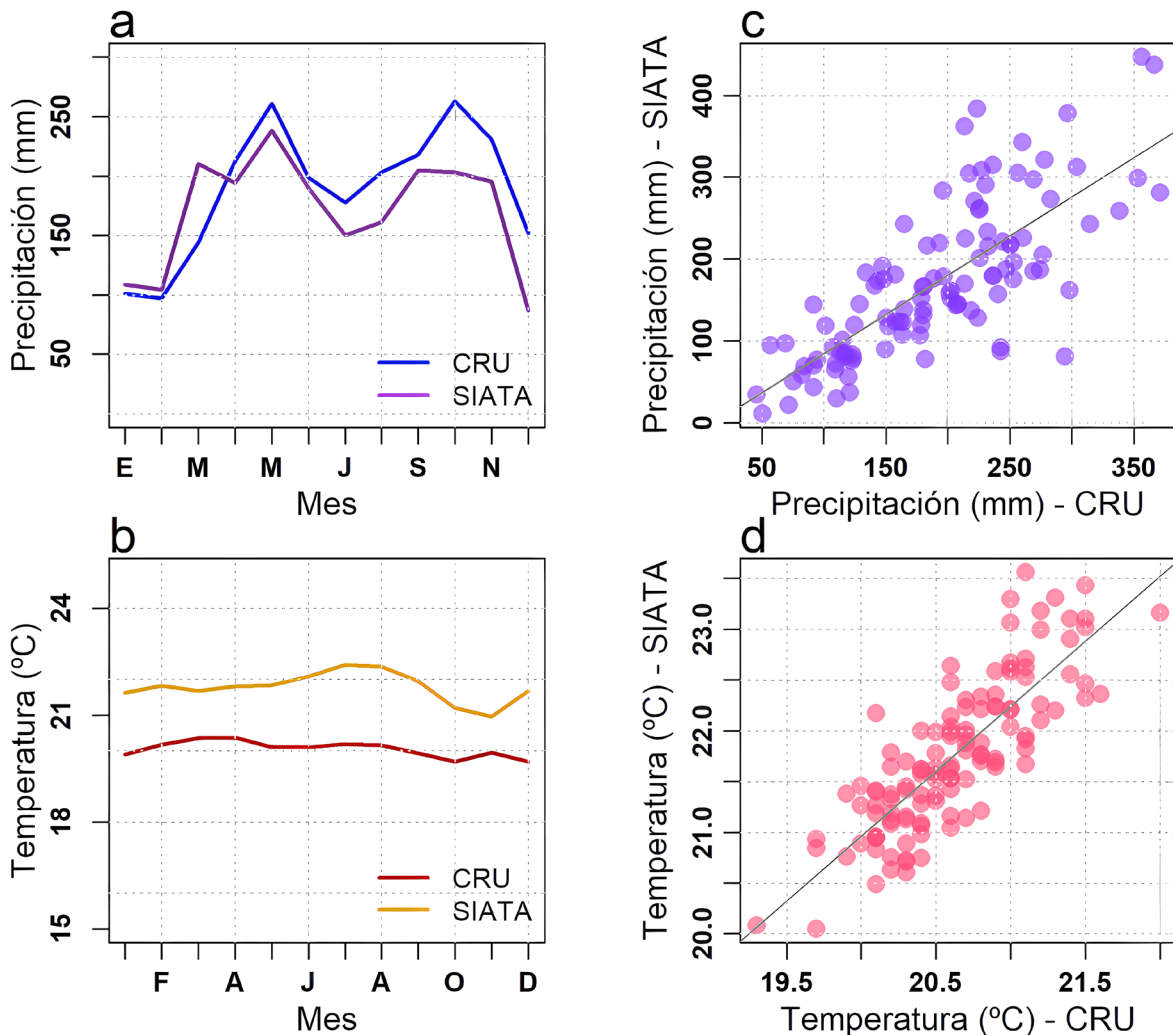 a
Precipitación (mm)
250
150
50
CRU
SIATA
E M M J S N
Mes
c
Precipitación (mm) - SIATA
400
300
200
100
0
50 150 250 350
Precipitación (mm) - CRU
b
Temperatura (ºC)
24
21
18
15
CRU
SIATA
F A J A O D
Mes
d
Temperatura (ºC) - SIATA
23.0
22.0
21.0
20.0
19.5 20.5 21.5
Temperatura (ºC) - CRU